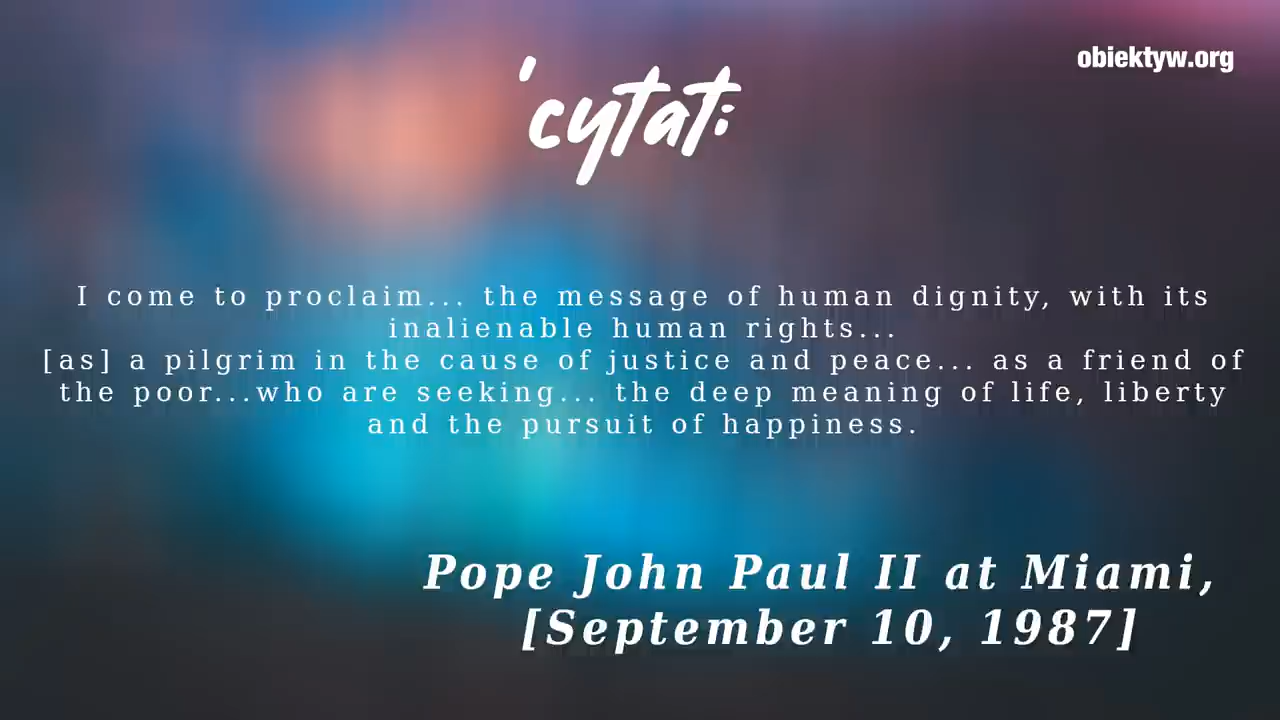 obiektyw.org
'cytat:
I come to proclaim... the message of human dignity, with its
inalienable human rights...
[as] a pilgrim in the cause of justice and peace... as a friend of
the poor...who are seeking... the deep meaning of life, liberty
and the pursuit of happiness.
Pope John Paul II at Miami,
[September 10, 1987]